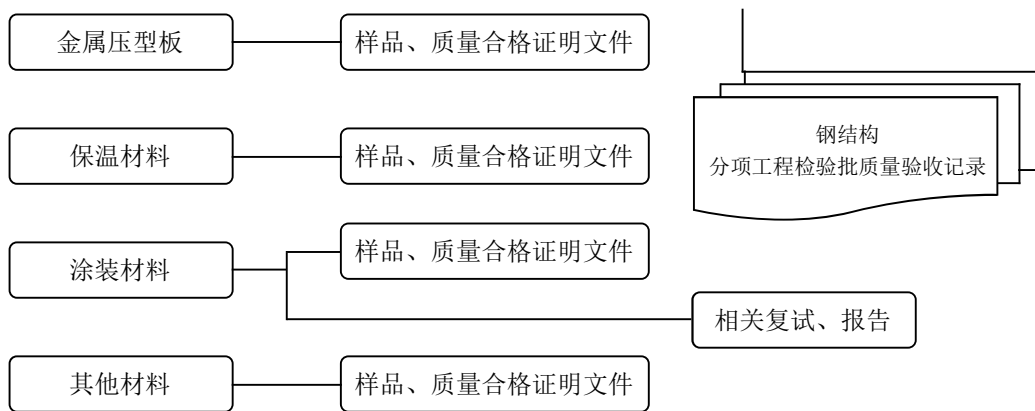 金属压型板
样品、质量合格证明文件
钢结构
分项工程检验批质量验收记录
保温材料
样品、质量合格证明文件
涂装材料
样品、质量合格证明文件
相关复试、报告
其他材料
样品、质量合格证明文件